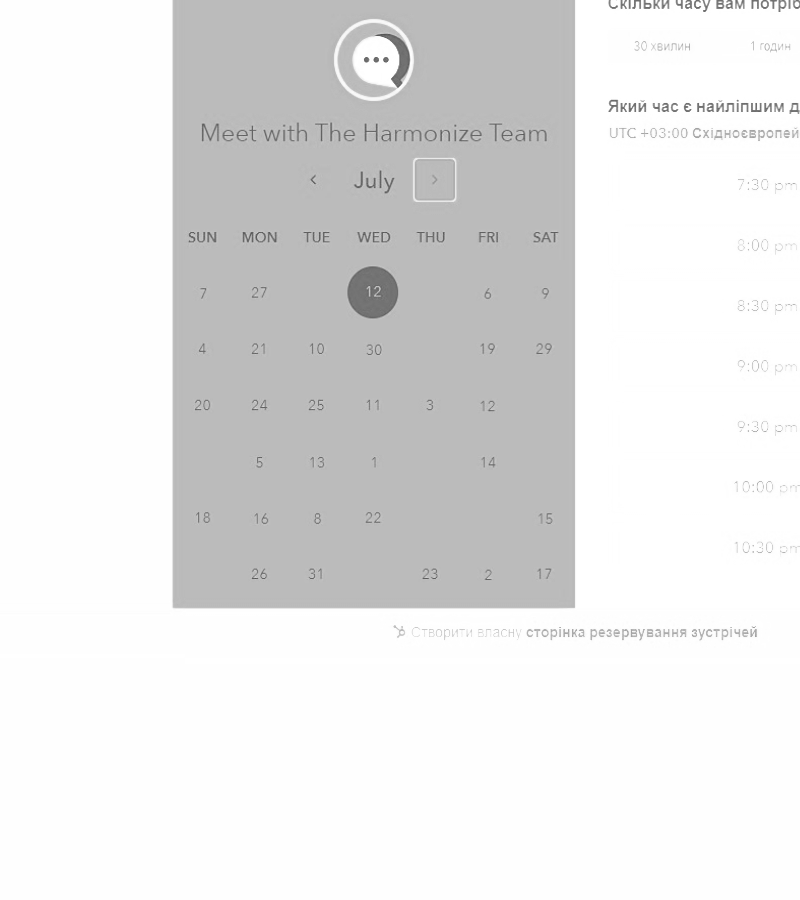 Скільки часу вам
30 хвилин 1 годин
Meet with The Harmonize Team
Який час є найліпшим
UTC +03:00
July
7:30 pm
SUN MON TUE WED THU FRI SAT
8:00 pm
7 27 12 6 9
8:30 pm
4 21 10 30 19 29
9:00 pm
20 24 25 11 3 12
9:30 pm
5 13 1 14
10:00 pm
18 16 8 22 15
10:30 pm
26 31 23 2 17
Створити власну сторінка резервування зустрічей